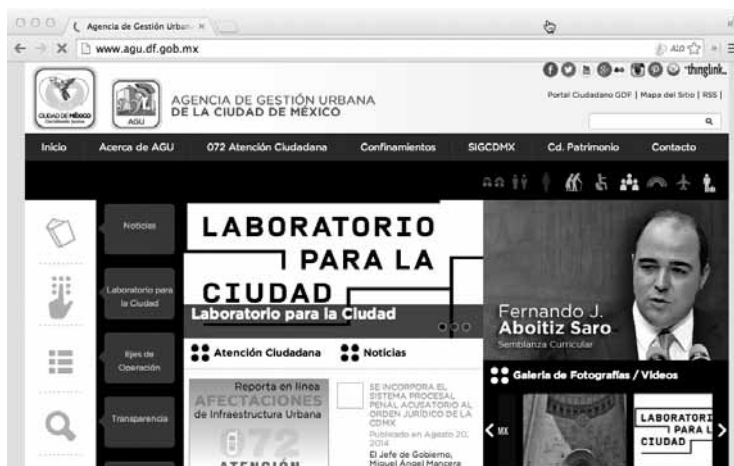 Agencia de Gestión Urban
www.agu.df.gob.mx
thinglink..
CIUDAD DE MÉXICO
AGU
AGENCIA DE GESTIÓN URBANA
DE LA CIUDAD DE MÉXICO
Portal Ciudadano GDF | Mapa del Sitio | RSS |
Inicio
Acerca de AGU
072 Atención Ciudadana
Confinamientos
SIGCDMX
Cd. Patrimonio
Contacto
Noticias
Laboratorio para
la Ciudad
Ejes de
Operación
Transparencia
LABORATORIO
PARA LA
CIUDAD
Laboratorio para la Ciudad
Fernando J.
Aboitiz Saro
Semblanza Curricular
Atención Ciudadana
Reporta en línea
AFECTACIONES
de Infraestructura Urbana
072
ATENCIÓN
Noticias
SE INCORPORA EL
SISTEMA PROCESAL
PENAL ACUSATORIO AL
ORDEN JURÍDICO DE LA
CDMX
Publicado en Agosto 20,
2014
El Jefe de Gobierno,
Miguel Ángel Mancera
Galería de Fotografías / Videos
MX
LABORATORI
PARA L
CIUDAD